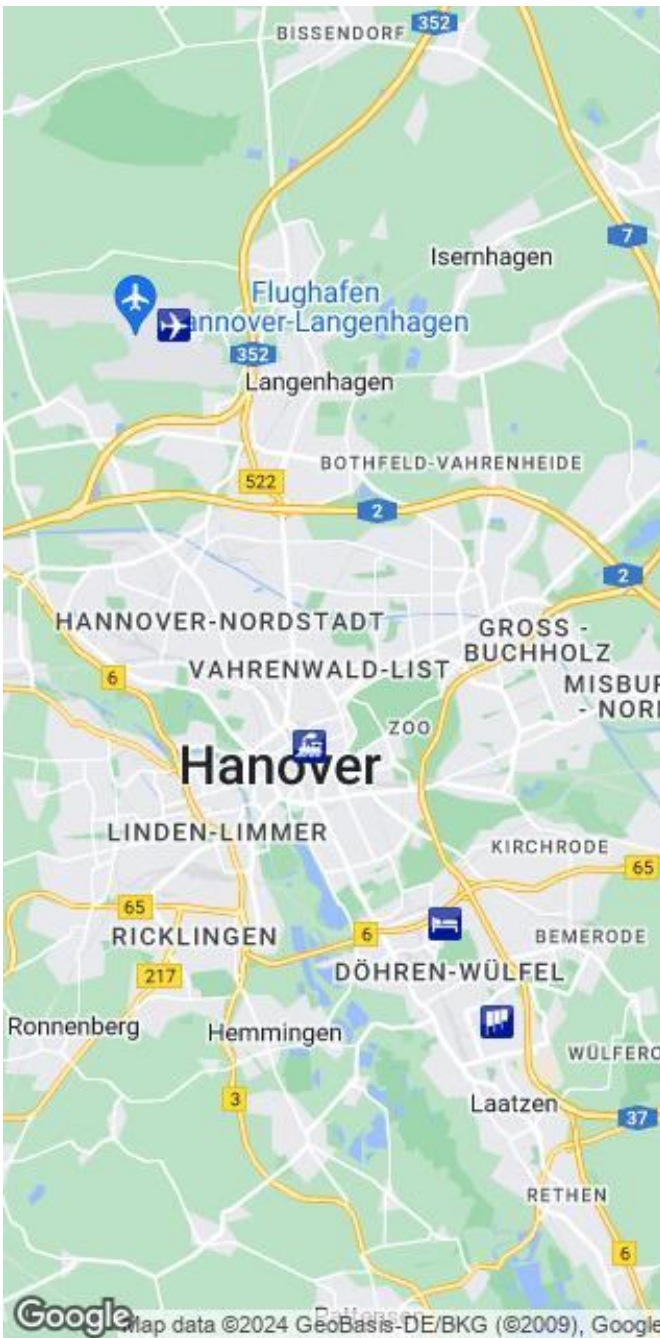 BISSENDORF
352
7
Isernhagen
Flughafen
annover-Langenhagen
352
Langenhagen
BOTHFELD-VAHRENHEIDE
522
2
2
HANNOVER-NORDSTADT
GROSS -
BUCHHOLZ
VAHRENWALD-LIST
6
MISBUR
- NOR
ZOO
Hanover
LINDEN-LIMMER
KIRCHRODE
65
65
6
RICKLINGEN
BEMERODE
217
DÖHREN-WÜLFEL
Ronnenberg
Hemmingen
WÜLFERO
3
Laatzen
37
RETHEN
6
Pattensen
Google
Map data ©2024 GeoBasis-DE/BKG (©2009), Google